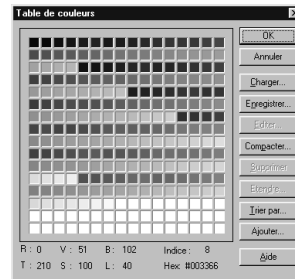 Table de couleurs
OK
Annuler
Charger...
Enregistrer...
Editer...
Compacter...
Supprimer
Etendre...
Trier par...
Ajouter...
Aide
R : 0 V : 51 B : 102 Indice : 8
T : 210 S : 100 L : 40 Hex #003366